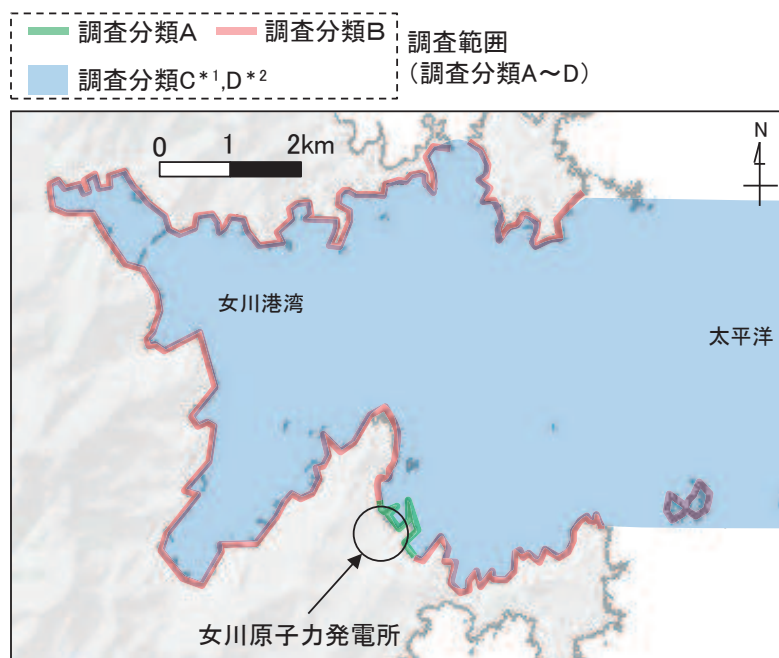 調査分類A 調査分類B
調査分類C*1,D*2
調査範囲
（調査分類A～D）
0 1 2km
N
女川港湾
太平洋
女川原子力発電所